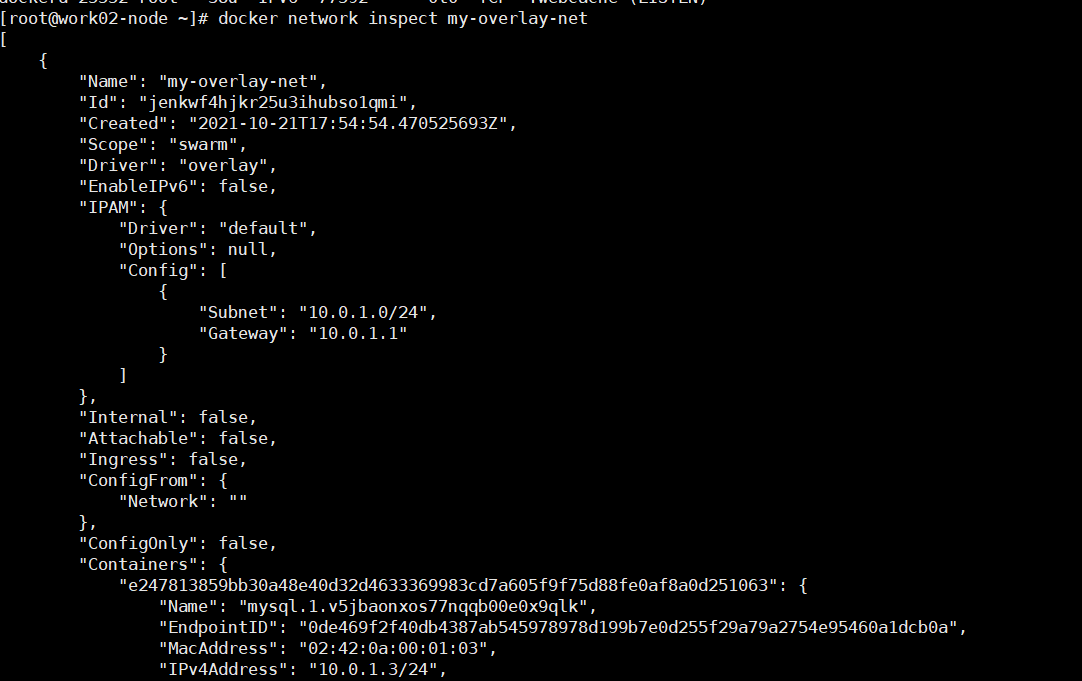 [root@work02-node ~]# docker network inspect my-overlay-net
[
    {
        "Name": "my-overlay-net",
        "Id": "jenkwf4hjkr25u3ihubso1qmi",
        "Created": "2021-10-21T17:54:54.470525693Z",
        "Scope": "swarm",
        "Driver": "overlay",
        "EnableIPv6": false,
        "IPAM": {
            "Driver": "default",
            "Options": null,
            "Config": [
                {
                    "Subnet": "10.0.1.0/24",
                    "Gateway": "10.0.1.1"
                }
            ]
        },
        "Internal": false,
        "Attachable": false,
        "Ingress": false,
        "ConfigFrom": {
            "Network": ""
        },
        "ConfigOnly": false,
        "Containers": {
            "e247813859bb30a48e40d32d4633369983cd7a605f9f75d88fe0af8a0d251063": {
                "Name": "mysql.1.v5jbaonxos77nqqb00e0x9qlk",
                "EndpointID": "0de469f2f40db4387ab545978978d199b7e0d255f29a79a2754e95460a1dcb0a",
                "MacAddress": "02:42:0a:00:01:03",
                "IPv4Address": "10.0.1.3/24",